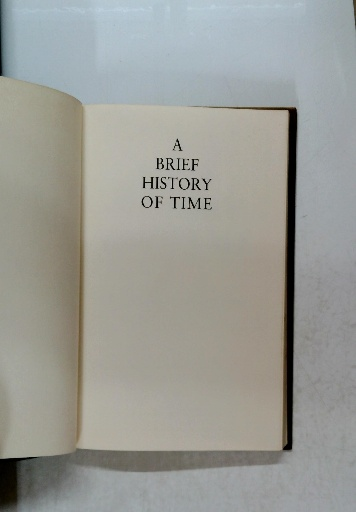 A
BRIEF
HISTORY
OF TIME